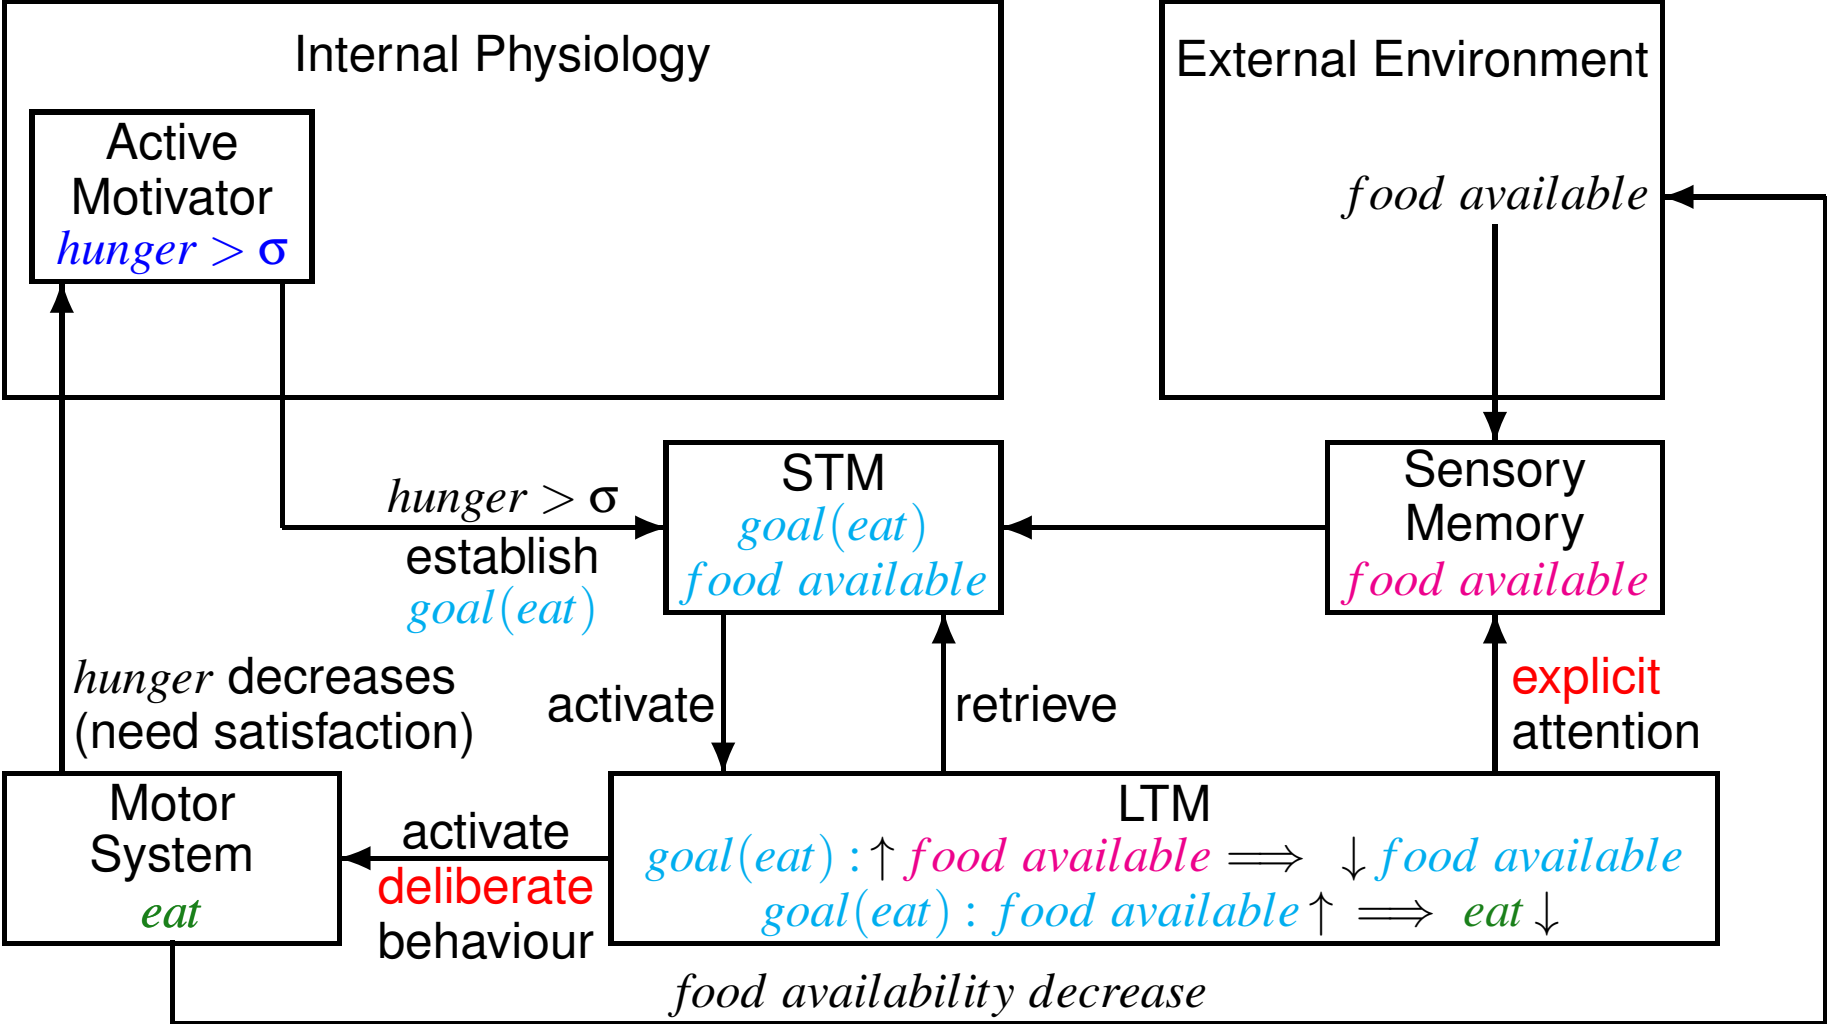 Internal Physiology
External Environment
Active
Motivator
hunger > σ
food available
hunger > σ
establish
goal(eat)
STM
goal(eat)
food available
Sensory
Memory
food available
hunger decreases
(need satisfaction)
activate
retrieve
explicit
attention
Motor
System
eat
activate
deliberate
behaviour
LTM
goal(eat) : ↑ food available ⟹ ↓ food available
goal(eat) : food available ↑ ⟹ eat ↓
food availability decrease